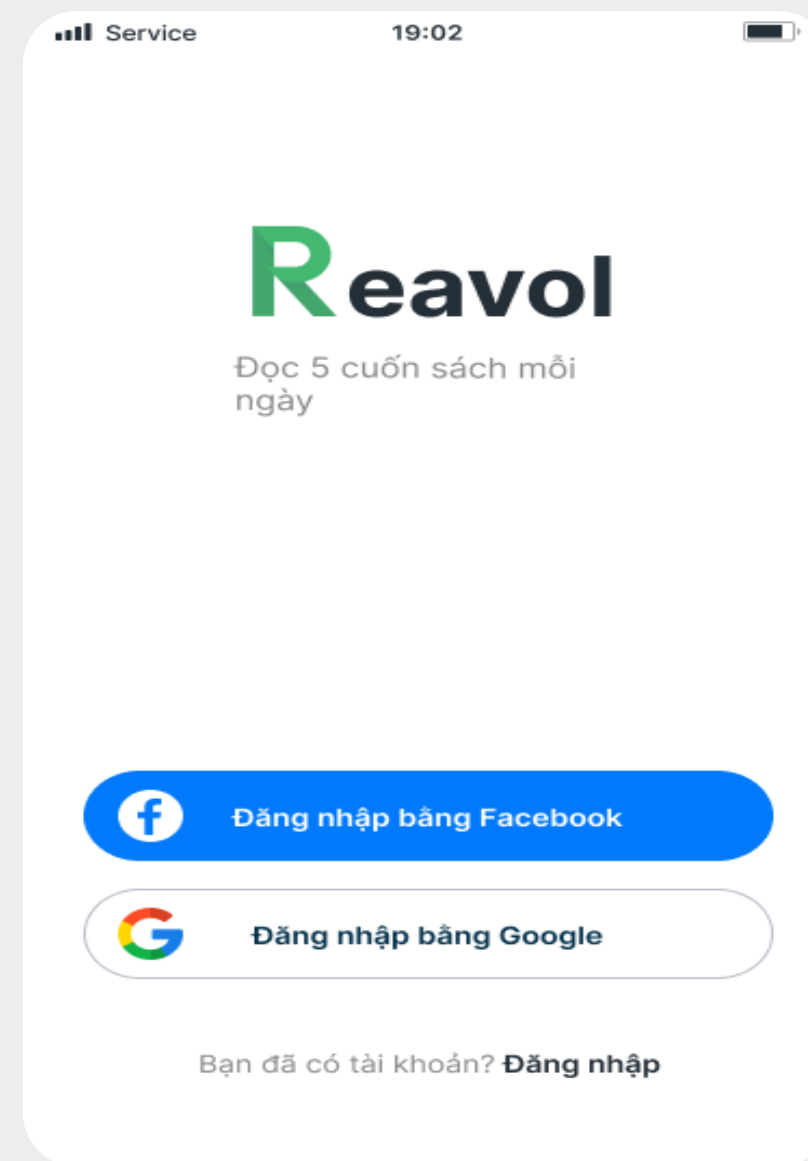 Service 19:02
Reavol
Đọc 5 cuốn sách mỗi
ngày
Đăng nhập bằng Facebook
Đăng nhập bằng Google
Bạn đã có tài khoản? Đăng nhập